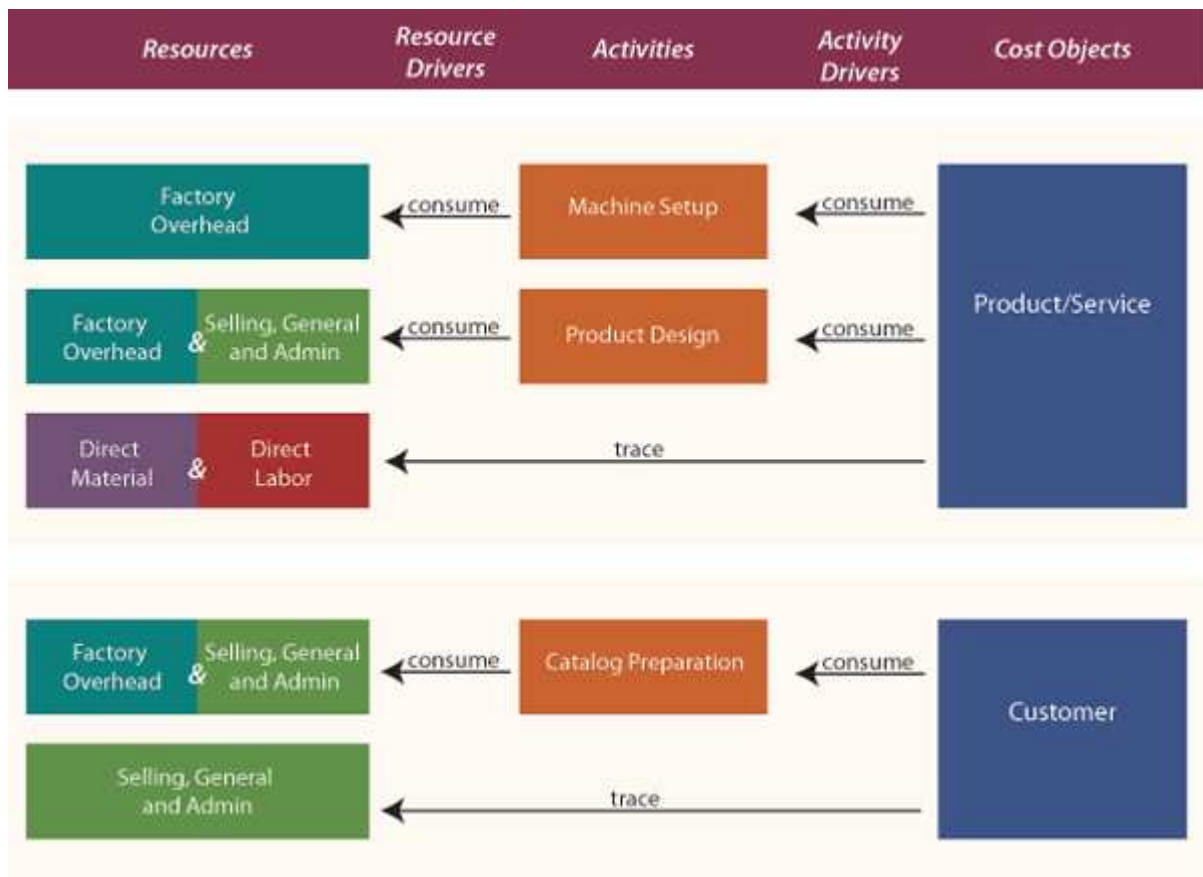 Resources
Resource
Drivers
Activities
Activity
Drivers
Cost Objects
Factory
Overhead
consume
Machine Setup
consume
Product/Service
Factory
Overhead
&
Selling, General
and Admin
consume
Product Design
consume
Direct
Material
&
Direct
Labor
trace
Factory
Overhead
&
Selling, General
and Admin
consume
Catalog Preparation
consume
Customer
Selling, General
and Admin
trace